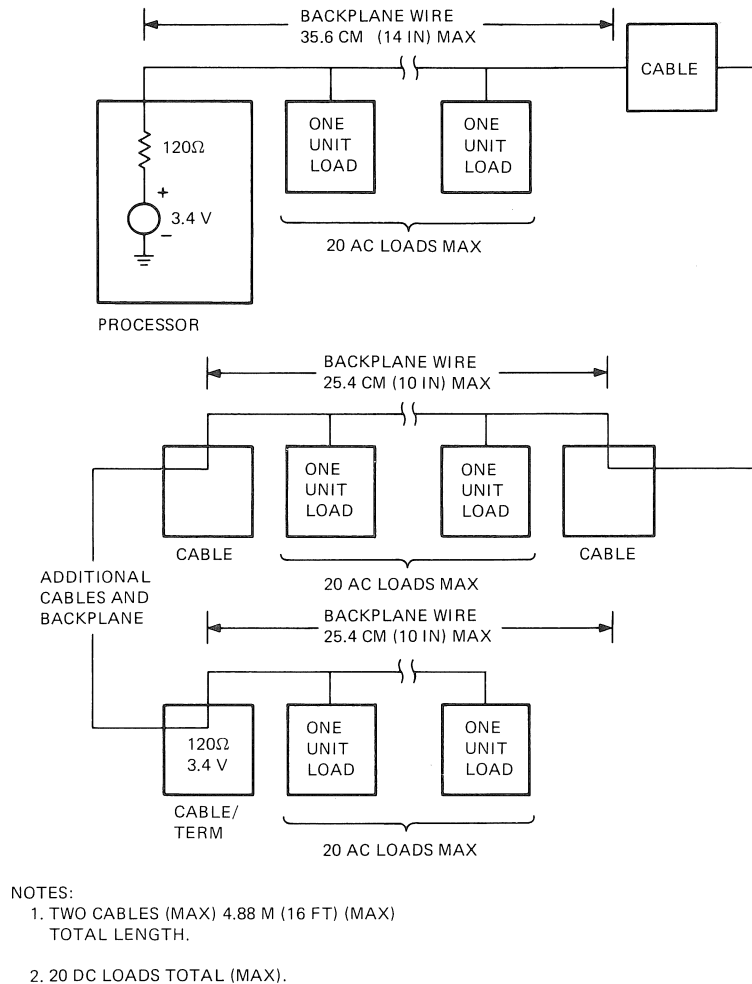 BACKPLANE WIRE
35.6 CM (14 IN) MAX
CABLE
120Ω
+
3.4 V
−
ONE
UNIT
LOAD
ONE
UNIT
LOAD
20 AC LOADS MAX
PROCESSOR
BACKPLANE WIRE
25.4 CM (10 IN) MAX
ONE
UNIT
LOAD
ONE
UNIT
LOAD
CABLE
CABLE
20 AC LOADS MAX
ADDITIONAL
CABLES AND
BACKPLANE
BACKPLANE WIRE
25.4 CM (10 IN) MAX
120Ω
3.4 V
ONE
UNIT
LOAD
ONE
UNIT
LOAD
CABLE/
TERM
20 AC LOADS MAX
NOTES:
1. TWO CABLES (MAX) 4.88 M (16 FT) (MAX)
TOTAL LENGTH.
2. 20 DC LOADS TOTAL (MAX).